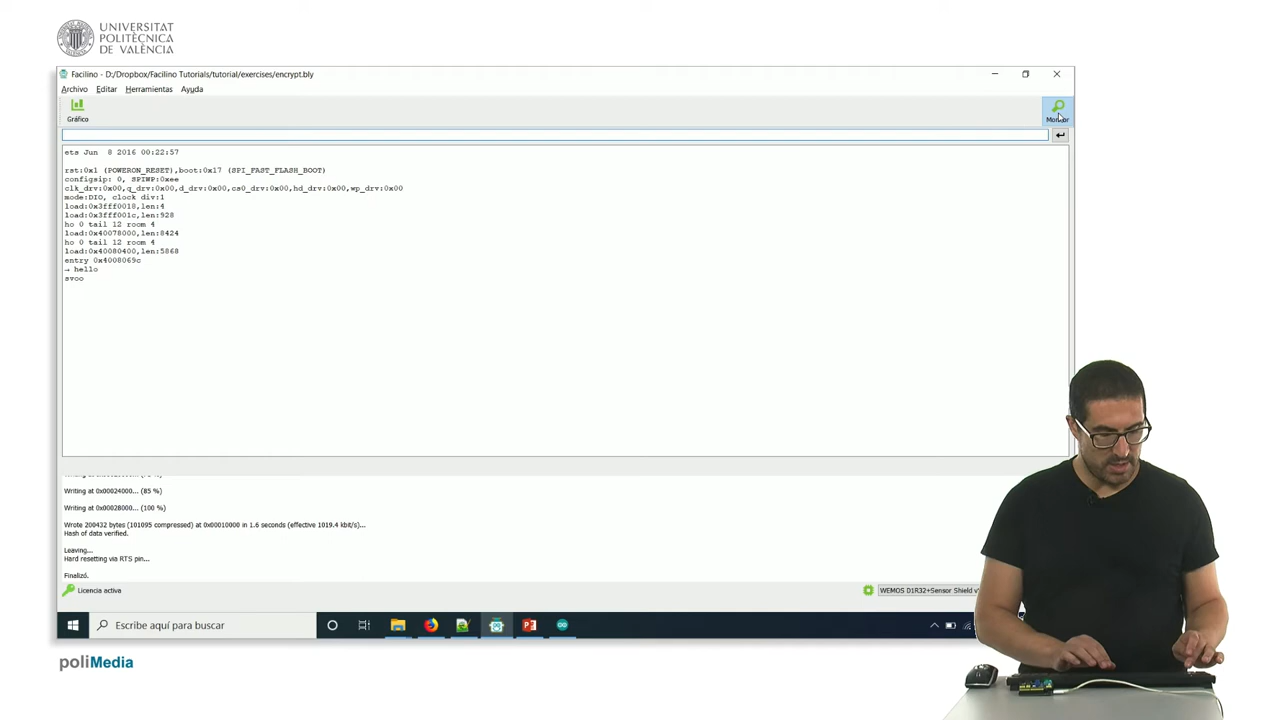 UNIVERSITAT
POLITÈCNICA
DE VALÈNCIA
Facilino - D:/Dropbox/Facilino Tutorials/tutorial/exercises/encrypt.bly
Archivo Editar Herramientas Ayuda
Gráfico
Monitor
ets Jun 8 2016 00:22:57
rst:0x1 (POWERON_RESET),boot:0x17 (SPI_FAST_FLASH_BOOT)
configsip: 0, SPIWP:0xee
clk_drv:0x00,q_drv:0x00,d_drv:0x00,cs0_drv:0x00,hd_drv:0x00,wp_drv:0x00
mode:DIO, clock div:1
load:0x3fff0018,len:4
load:0x3fff001c,len:928
ho 0 tail 12 room 4
load:0x40078000,len:8424
ho 0 tail 12 room 4
load:0x40080400,len:5868
entry 0x4008069c
→ hello
svoo
Writing at 0x00024000... (85 %)
Writing at 0x00028000... (100 %)
Wrote 200432 bytes (101095 compressed) at 0x00010000 in 1.6 seconds (effective 1019.4 kbit/s)...
Hash of data verified.
Leaving...
Hard resetting via RTS pin...
Finalizó.
Licencia activa
WEMOS D1R32+Sensor Shield
Escribe aquí para buscar
poliMedia